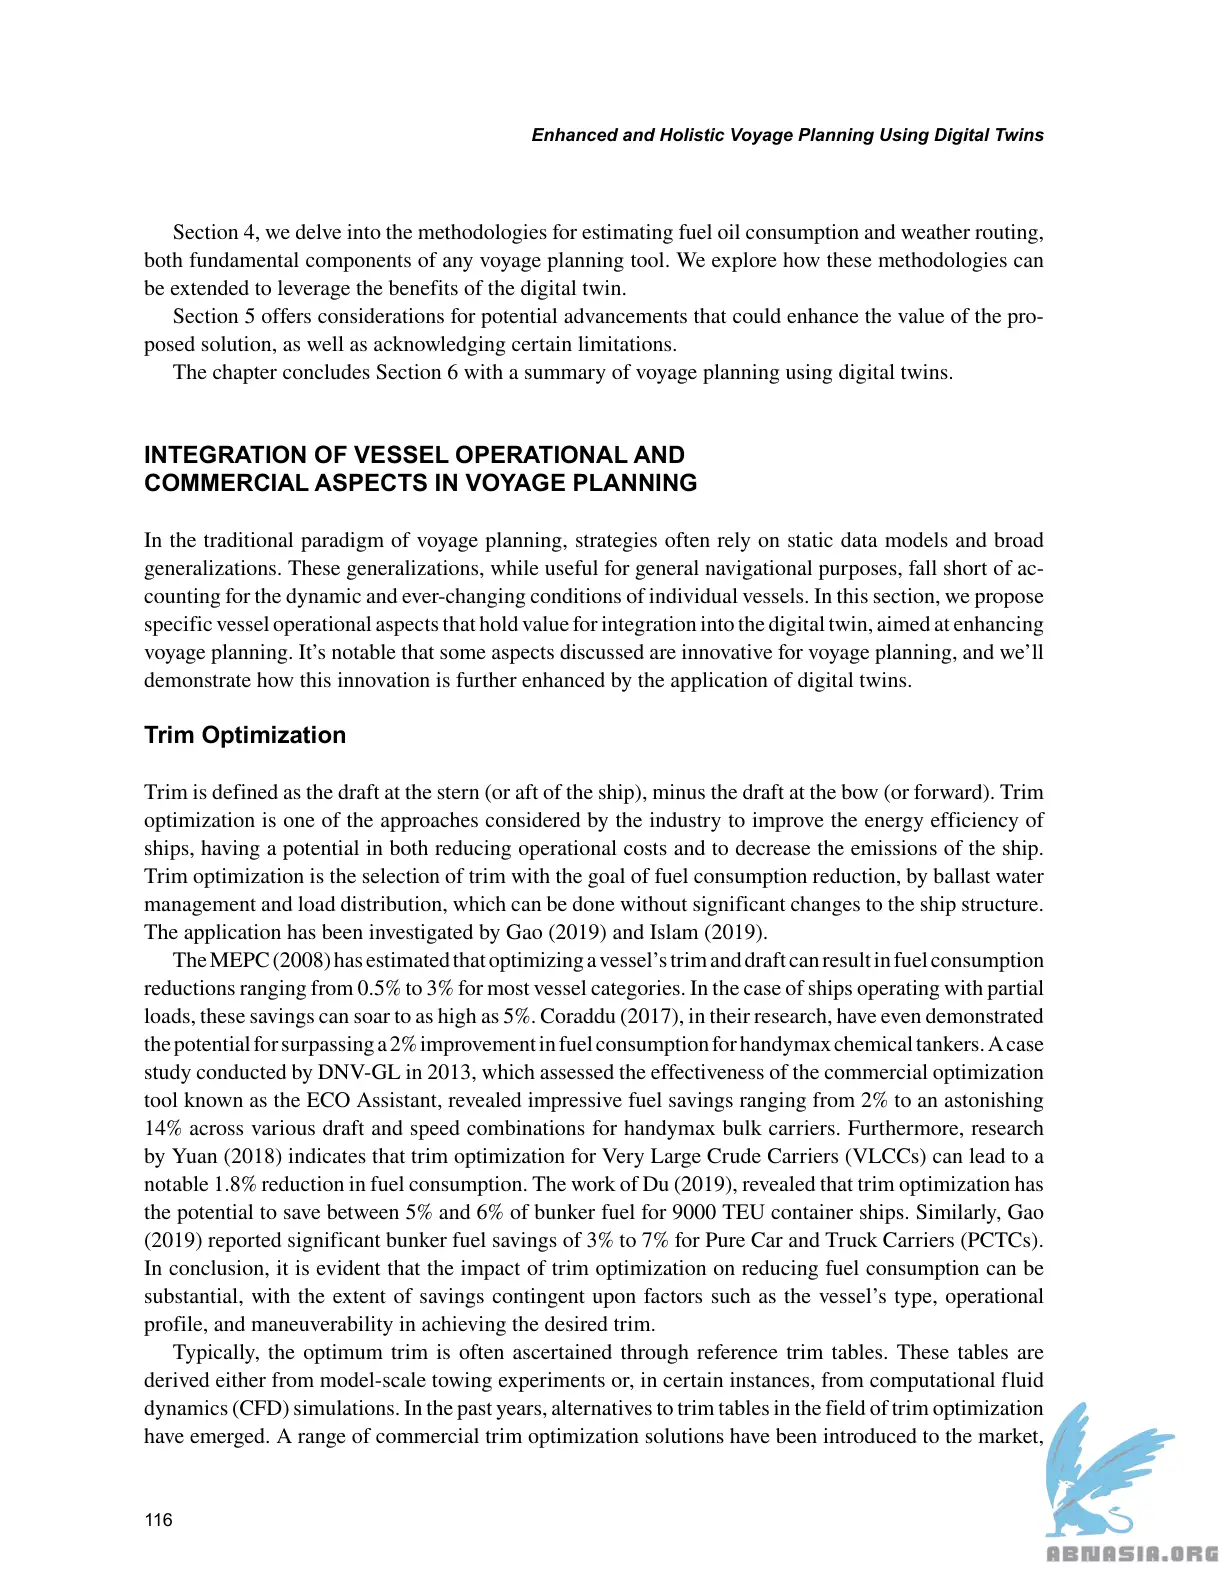 Enhanced and Holistic Voyage Planning Using Digital Twins
Section 4, we delve into the methodologies for estimating fuel oil consumption and weather routing,
both fundamental components of any voyage planning tool. We explore how these methodologies can
be extended to leverage the benefits of the digital twin.
Section 5 offers considerations for potential advancements that could enhance the value of the pro-
posed solution, as well as acknowledging certain limitations.
The chapter concludes Section 6 with a summary of voyage planning using digital twins.
INTEGRATION OF VESSEL OPERATIONAL AND
COMMERCIAL ASPECTS IN VOYAGE PLANNING
In the traditional paradigm of voyage planning, strategies often rely on static data models and broad
generalizations. These generalizations, while useful for general navigational purposes, fall short of ac-
counting for the dynamic and ever-changing conditions of individual vessels. In this section, we propose
specific vessel operational aspects that hold value for integration into the digital twin, aimed at enhancing
voyage planning. It's notable that some aspects discussed are innovative for voyage planning, and we'll
demonstrate how this innovation is further enhanced by the application of digital twins.
Trim Optimization
Trim is defined as the draft at the stern (or aft of the ship), minus the draft at the bow (or forward). Trim
optimization is one of the approaches considered by the industry to improve the energy efficiency of
ships, having a potential in both reducing operational costs and to decrease the emissions of the ship.
Trim optimization is the selection of trim with the goal of fuel consumption reduction, by ballast water
management and load distribution, which can be done without significant changes to the ship structure.
The application has been investigated by Gao (2019) and Islam (2019).
The MEPC (2008) has estimated that optimizing a vessel's trim and draft can result in fuel consumption
reductions ranging from 0.5% to 3% for most vessel categories. In the case of ships operating with partial
loads, these savings can soar to as high as 5%. Coraddu (2017), in their research, have even demonstrated
the potential for surpassing a 2% improvement in fuel consumption for handymax chemical tankers. A case
study conducted by DNV-GL in 2013, which assessed the effectiveness of the commercial optimization
tool known as the ECO Assistant, revealed impressive fuel savings ranging from 2% to an astonishing
14% across various draft and speed combinations for handymax bulk carriers. Furthermore, research
by Yuan (2018) indicates that trim optimization for Very Large Crude Carriers (VLCCs) can lead to a
notable 1.8% reduction in fuel consumption. The work of Du (2019), revealed that trim optimization has
the potential to save between 5% and 6% of bunker fuel for 9000 TEU container ships. Similarly, Gao
(2019) reported significant bunker fuel savings of 3% to 7% for Pure Car and Truck Carriers (PCTCs).
In conclusion, it is evident that the impact of trim optimization on reducing fuel consumption can be
substantial, with the extent of savings contingent upon factors such as the vessel's type, operational
profile, and maneuverability in achieving the desired trim.
Typically, the optimum trim is often ascertained through reference trim tables. These tables are
derived either from model-scale towing experiments or, in certain instances, from computational fluid
dynamics (CFD) simulations. In the past years, alternatives to trim tables in the field of trim optimization
have emerged. A range of commercial trim optimization solutions have been introduced to the market,
116
ABNASIA.ORG